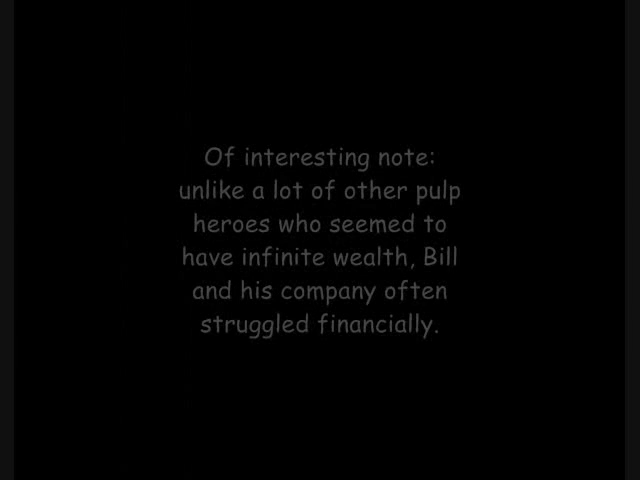 Of interesting note:
unlike a lot of other pulp
heroes who seemed to
have infinite wealth, Bill
and his company often
struggled financially.